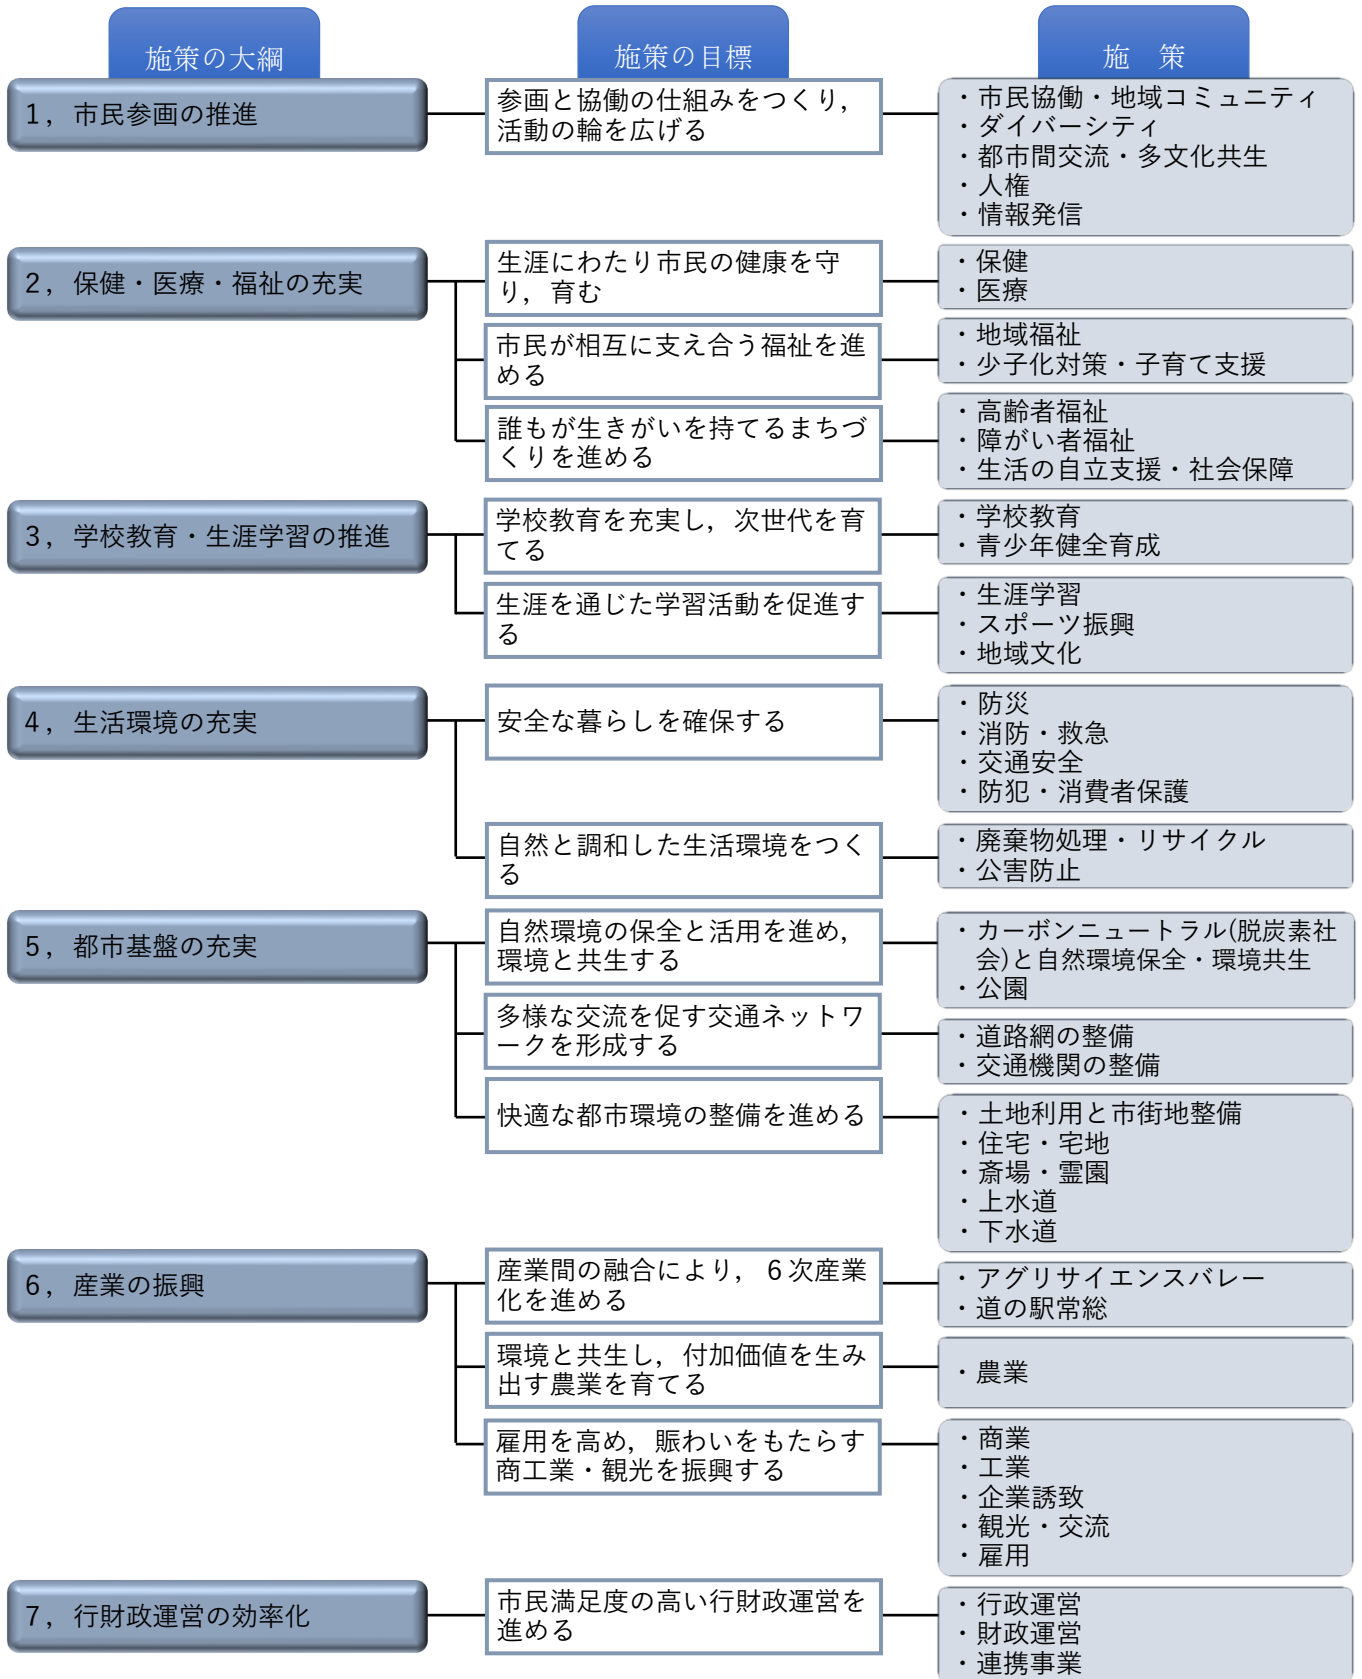 施策の大綱
施策の目標
施　策
1，市民参画の推進
参画と協働の仕組みをつくり，
活動の輪を広げる
・市民協働・地域コミュニティ
・ダイバーシティ
・都市間交流・多文化共生
・人権
・情報発信
2，保健・医療・福祉の充実
生涯にわたり市民の健康を守
り，育む
・保健
・医療
市民が相互に支え合う福祉を進
める
・地域福祉
・少子化対策・子育て支援
誰もが生きがいを持てるまちづ
くりを進める
・高齢者福祉
・障がい者福祉
・生活の自立支援・社会保障
3，学校教育・生涯学習の推進
学校教育を充実し，次世代を育
てる
・学校教育
・青少年健全育成
生涯を通じた学習活動を促進す
る
・生涯学習
・スポーツ振興
・地域文化
4，生活環境の充実
安全な暮らしを確保する
・防災
・消防・救急
・交通安全
・防犯・消費者保護
自然と調和した生活環境をつく
る
・廃棄物処理・リサイクル
・公害防止
5，都市基盤の充実
自然環境の保全と活用を進め，
環境と共生する
・カーボンニュートラル(脱炭素社
会)と自然環境保全・環境共生
・公園
多様な交流を促す交通ネットワ
ークを形成する
・道路網の整備
・交通機関の整備
快適な都市環境の整備を進める
・土地利用と市街地整備
・住宅・宅地
・斎場・霊園
・上水道
・下水道
6，産業の振興
産業間の融合により，６次産業
化を進める
・アグリサイエンスバレー
・道の駅常総
環境と共生し，付加価値を生み
出す農業を育てる
・農業
雇用を高め，賑わいをもたらす
商工業・観光を振興する
・商業
・工業
・企業誘致
・観光・交流
・雇用
7，行財政運営の効率化
市民満足度の高い行財政運営を
進める
・行政運営
・財政運営
・連携事業